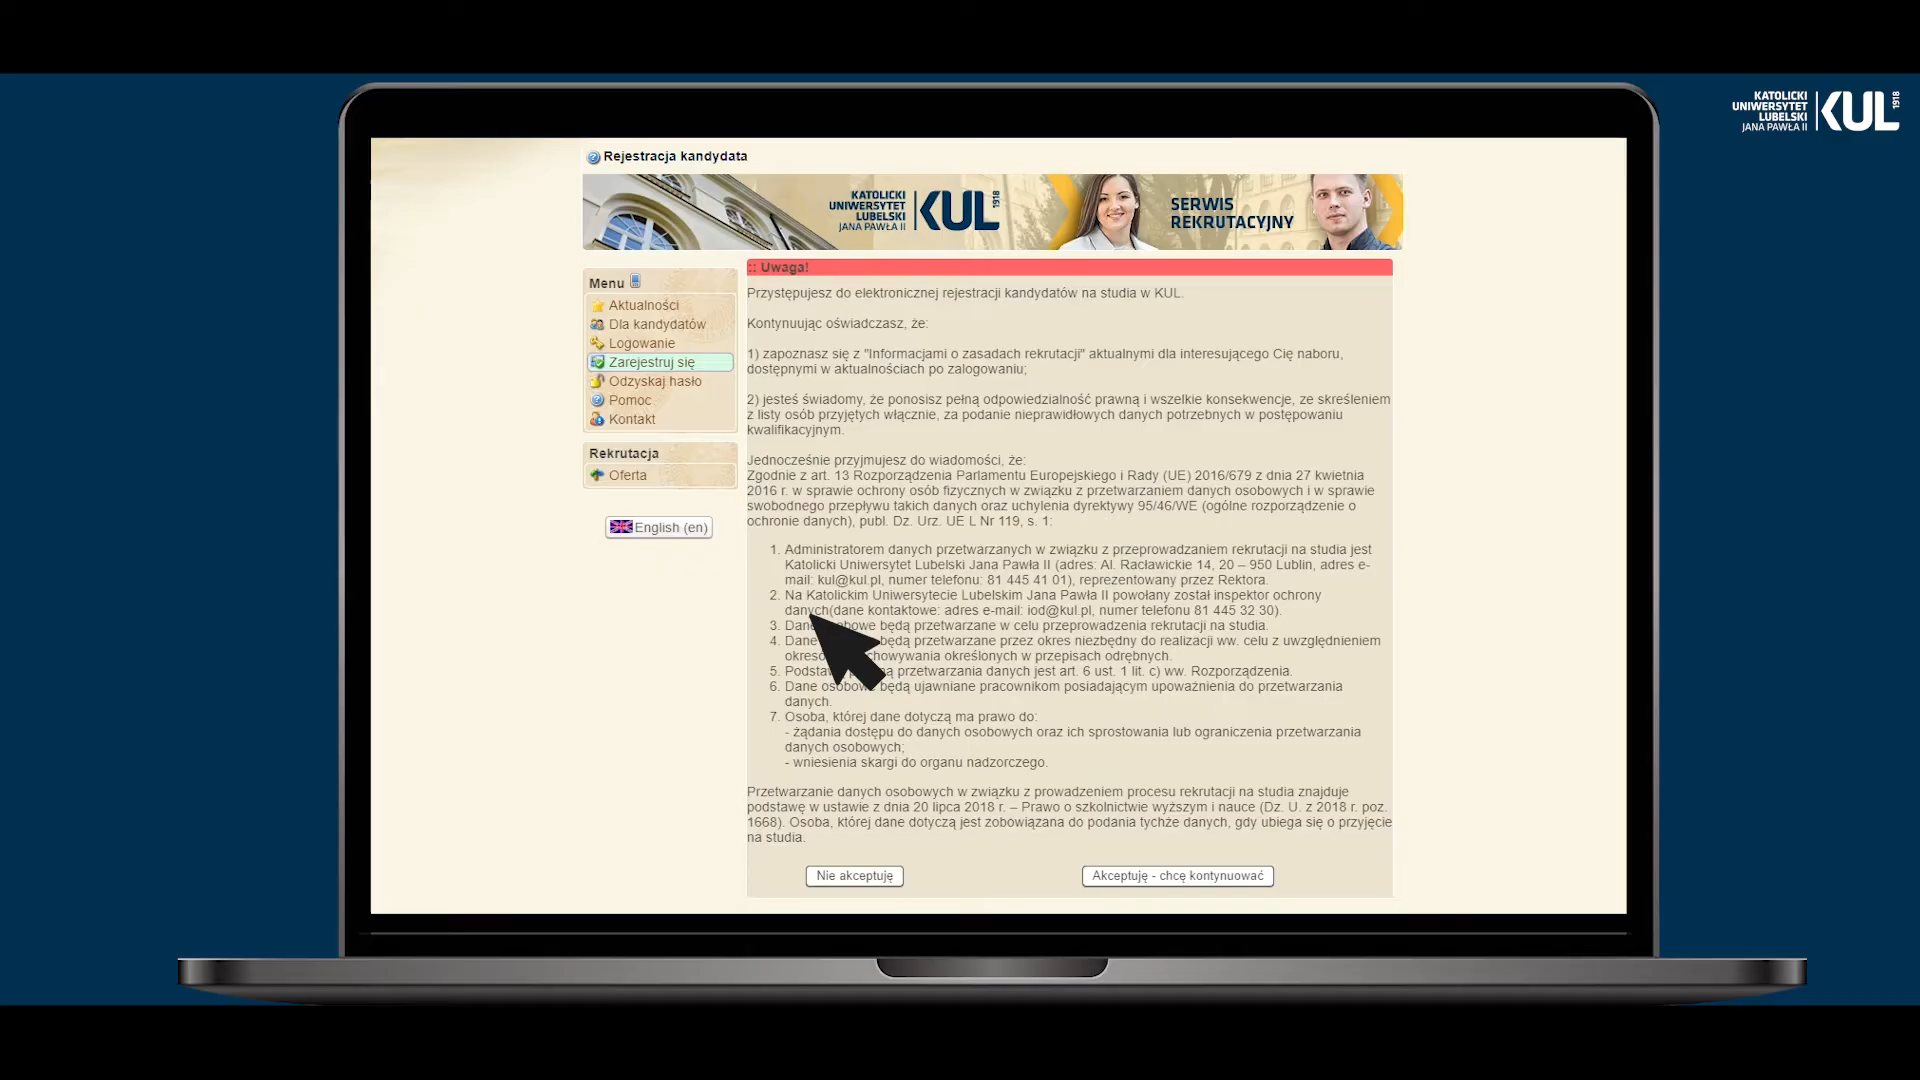 KATOLICKI
UNIWERSYTET
LUBELSKI
JANA PAWŁA II
KUL
1918
Rejestracja kandydata
KATOLICKI
UNIWERSYTET
LUBELSKI
JANA PAWŁA II
KUL
1918
SERWIS
REKRUTACYJNY
Menu
Aktualności
Dla kandydatów
Logowanie
Zarejestruj się
Odzyskaj hasło
Pomoc
Kontakt
Rekrutacja
Oferta
English (en)
:: Uwaga!
Przystępujesz do elektronicznej rejestracji kandydatów na studia w KUL.
Kontynuując oświadczasz, że:
1) zapoznasz się z "Informacjami o zasadach rekrutacji" aktualnymi dla interesującego Cię naboru,
dostępnymi w aktualnościach po zalogowaniu;
2) jesteś świadomy, że ponosisz pełną odpowiedzialność prawną i wszelkie konsekwencje, ze skreśleniem
z listy osób przyjętych włącznie, za podanie nieprawidłowych danych potrzebnych w postępowaniu
kwalifikacyjnym.
Jednocześnie przyjmujesz do wiadomości, że:
Zgodnie z art. 13 Rozporządzenia Parlamentu Europejskiego i Rady (UE) 2016/679 z dnia 27 kwietnia
2016 r. w sprawie ochrony osób fizycznych w związku z przetwarzaniem danych osobowych i w sprawie
swobodnego przepływu takich danych oraz uchylenia dyrektywy 95/46/WE (ogólne rozporządzenie o
ochronie danych), publ. Dz. Urz. UE L Nr 119, s. 1:
1. Administratorem danych przetwarzanych w związku z przeprowadzaniem rekrutacji na studia jest
Katolicki Uniwersytet Lubelski Jana Pawła II (adres: Al. Racławickie 14, 20 – 950 Lublin, adres e-
mail: kul@kul.pl, numer telefonu: 81 445 41 01), reprezentowany przez Rektora.
2. Na Katolickim Uniwersytecie Lubelskim Jana Pawła II powołany został inspektor ochrony
danych(dane kontaktowe: adres e-mail: iod@kul.pl, numer telefonu 81 445 32 30).
3. Dane osobowe będą przetwarzane w celu przeprowadzenia rekrutacji na studia.
4. Dane będą przetwarzane przez okres niezbędny do realizacji ww. celu z uwzględnieniem
określonych w przepisach odrębnych.
5. przetwarzania danych jest art. 6 ust. 1 lit. c) ww. Rozporządzenia.
6. Dane osobowe będą ujawniane pracownikom posiadającym upoważnienia do przetwarzania
danych.
7. Osoba, której dane dotyczą ma prawo do:
- żądania dostępu do danych osobowych oraz ich sprostowania lub ograniczenia przetwarzania
danych osobowych;
- wniesienia skargi do organu nadzorczego.
Przetwarzanie danych osobowych w związku z prowadzeniem procesu rekrutacji na studia znajduje
podstawę w ustawie z dnia 20 lipca 2018 r. – Prawo o szkolnictwie wyższym i nauce (Dz. U. z 2018 r. poz.
1668). Osoba, której dane dotyczą jest zobowiązana do podania tychże danych, gdy ubiega się o przyjęcie
na studia.
Nie akceptuję
Akceptuję - chcę kontynuować